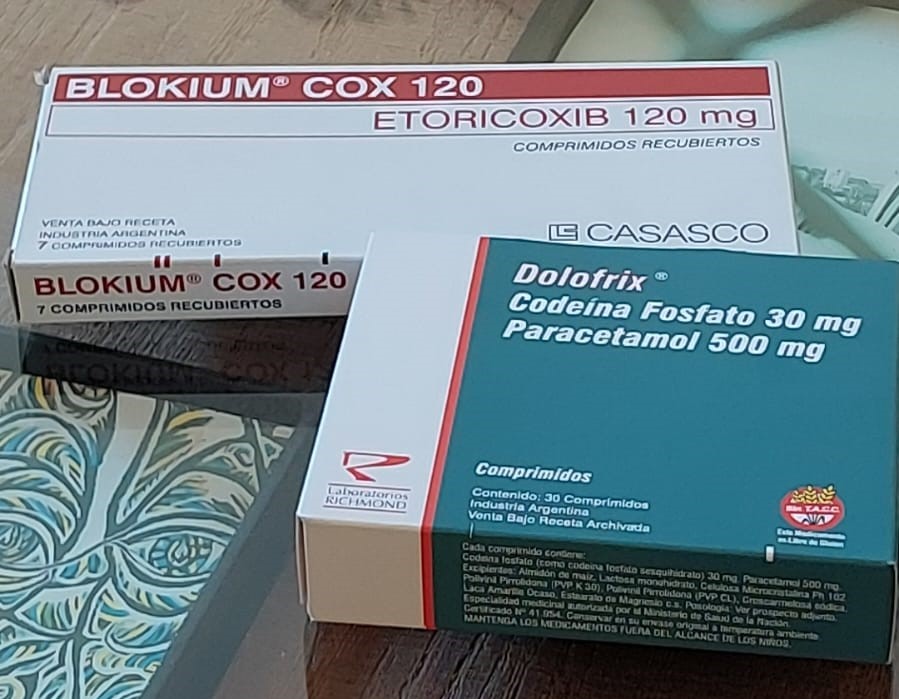 BLOKIUM® COX 120
ETORICOXIB 120 mg
COMPRIMIDOS RECUBIERTOS
VENTA BAJO RECETA
INDUSTRIA ARGENTINA
7 COMPRIMIDOS RECUBIERTOS
CASASCO
BLOKIUM® COX 120
7 COMPRIMIDOS RECUBIERTOS
Dolofrix®
Codeína Fosfato 30 mg
Paracetamol 500 mg
Comprimidos
Contenido: 30 Comprimidos
Industria Argentina
Venta Bajo Receta Archivada
Laboratorios
RICHMOND
Sin T.A.C.C.
Este Medicamento
es Libre de Gluten
Cada comprimido contiene:
Codeína fosfato (como codeína fosfato sesquihidrato) 30 mg, Paracetamol 500 mg.
Excipientes: Almidón de maíz, Lactosa monohidrato, Celulosa Microcristalina Ph 102
Polivinil Pirrolidona (PVP K 30), Polivinil Pirrolidona (PVP CL), Croscarmelosa sódica,
Laca Amarillo Ocaso, Estearato de Magnesio c.s. Posología: Ver prospecto adjunto.
Especialidad medicinal autorizada por el Ministerio de Salud de la Nación.
Certificado Nº 41.054. Conservar en su envase original a temperatura ambiente
MANTENGA LOS MEDICAMENTOS FUERA DEL ALCANCE DE LOS NIÑOS.